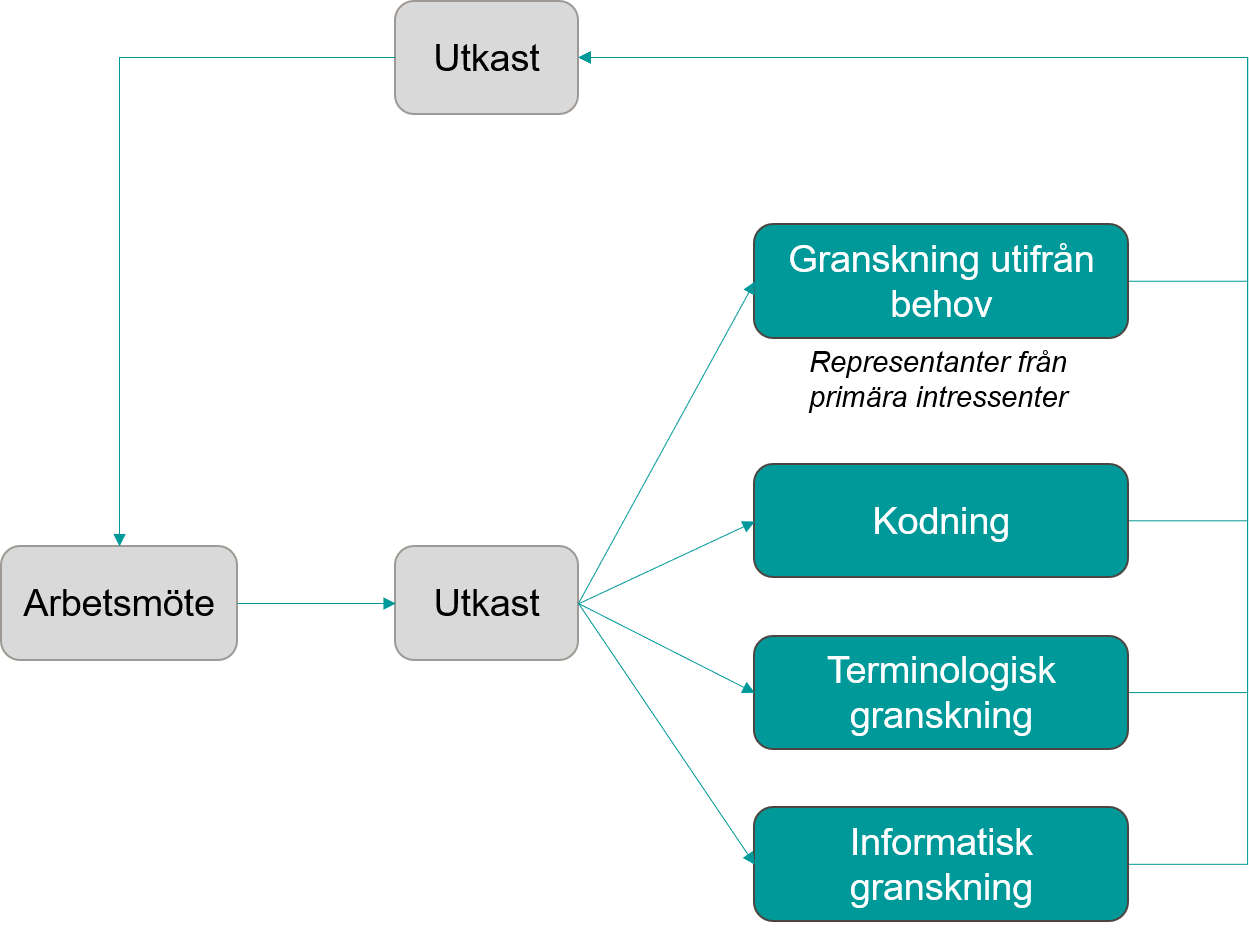 Utkast
Granskning utifrån
behov
Representanter från
primära intressenter
Kodning
Arbetsmöte
Utkast
Terminologisk
granskning
Informatisk
granskning